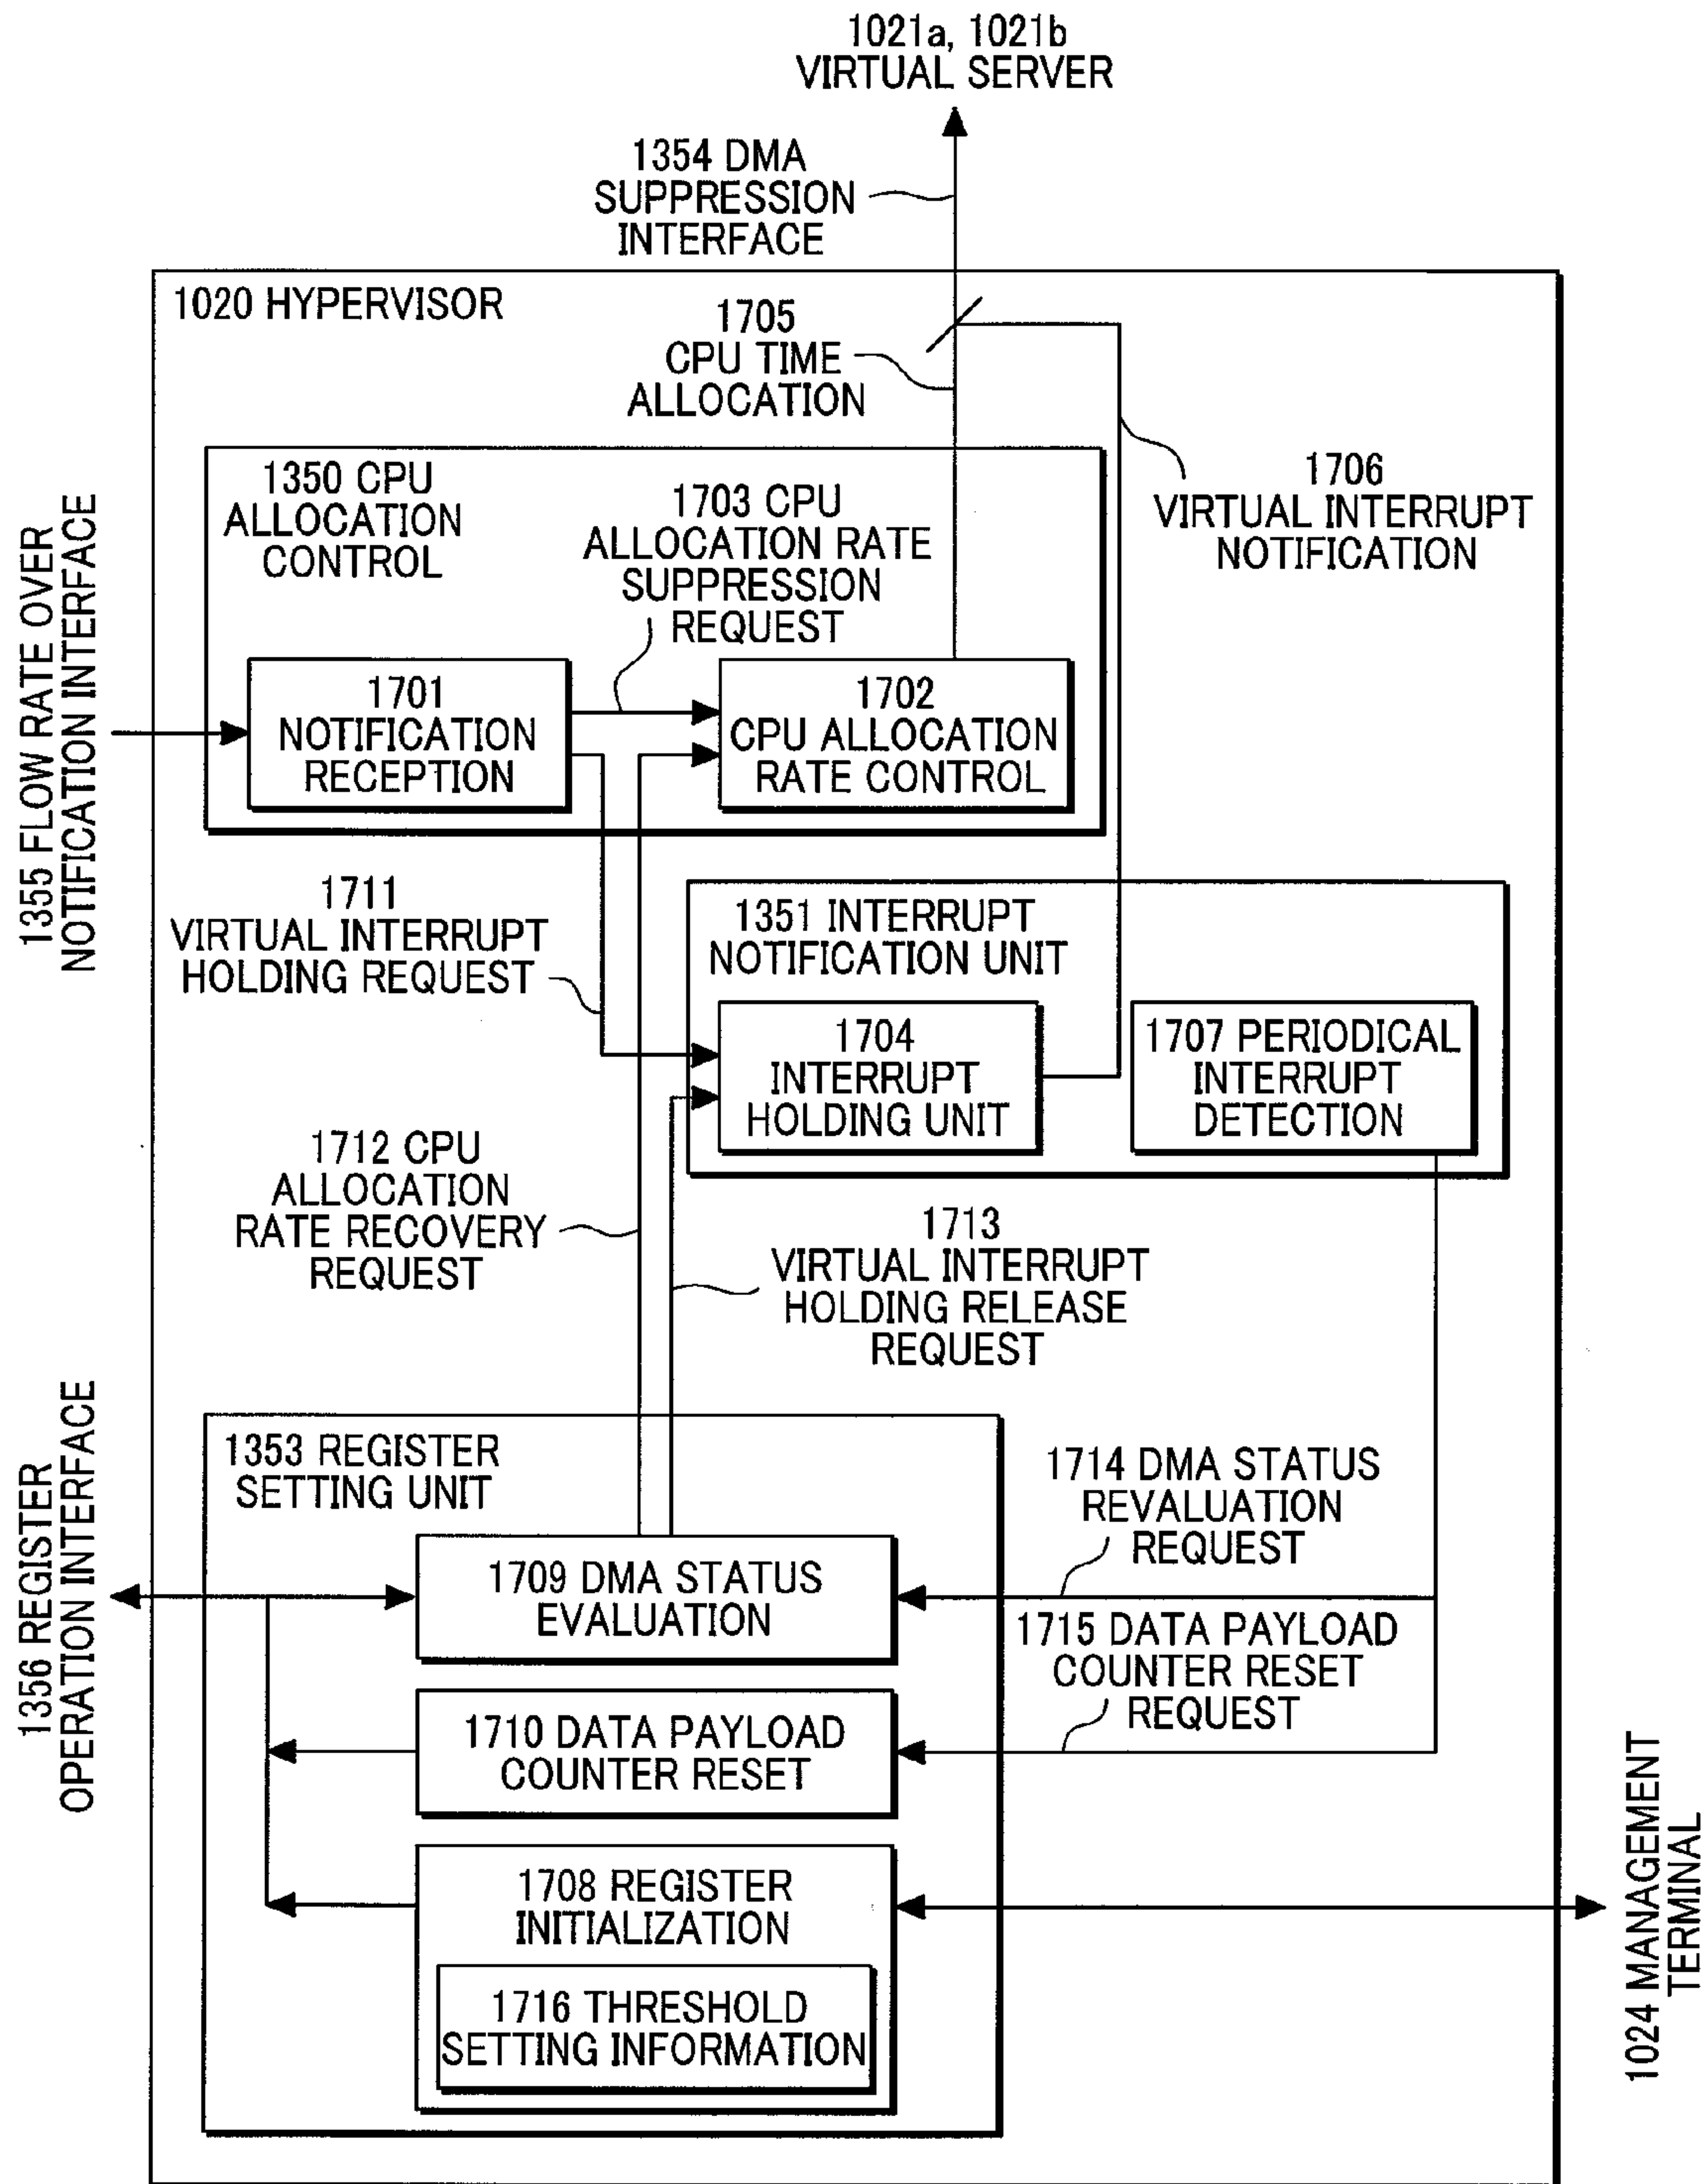 1021a, 1021b
VIRTUAL SERVER
1354 DMA
SUPPRESSION
INTERFACE
1020 HYPERVISOR
1705
CPU TIME
ALLOCATION
1350 CPU
ALLOCATION
CONTROL
1703 CPU
ALLOCATION RATE
SUPPRESSION
REQUEST
1706
VIRTUAL INTERRUPT
NOTIFICATION
1355 FLOW RATE OVER
NOTIFICATION INTERFACE
1701
NOTIFICATION
RECEPTION
1702
CPU ALLOCATION
RATE CONTROL
1711
VIRTUAL INTERRUPT
HOLDING REQUEST
1351 INTERRUPT
NOTIFICATION UNIT
1704
INTERRUPT
HOLDING UNIT
1707 PERIODICAL
INTERRUPT
DETECTION
1712 CPU
ALLOCATION
RATE RECOVERY
REQUEST
1713
VIRTUAL INTERRUPT
HOLDING RELEASE
REQUEST
1356 REGISTER
OPERATION INTERFACE
1353 REGISTER
SETTING UNIT
1714 DMA STATUS
REVALUATION
REQUEST
1709 DMA STATUS
EVALUATION
1715 DATA PAYLOAD
COUNTER RESET
REQUEST
1710 DATA PAYLOAD
COUNTER RESET
1708 REGISTER
INITIALIZATION
1716 THRESHOLD
SETTING INFORMATION
1024 MANAGEMENT
TERMINAL